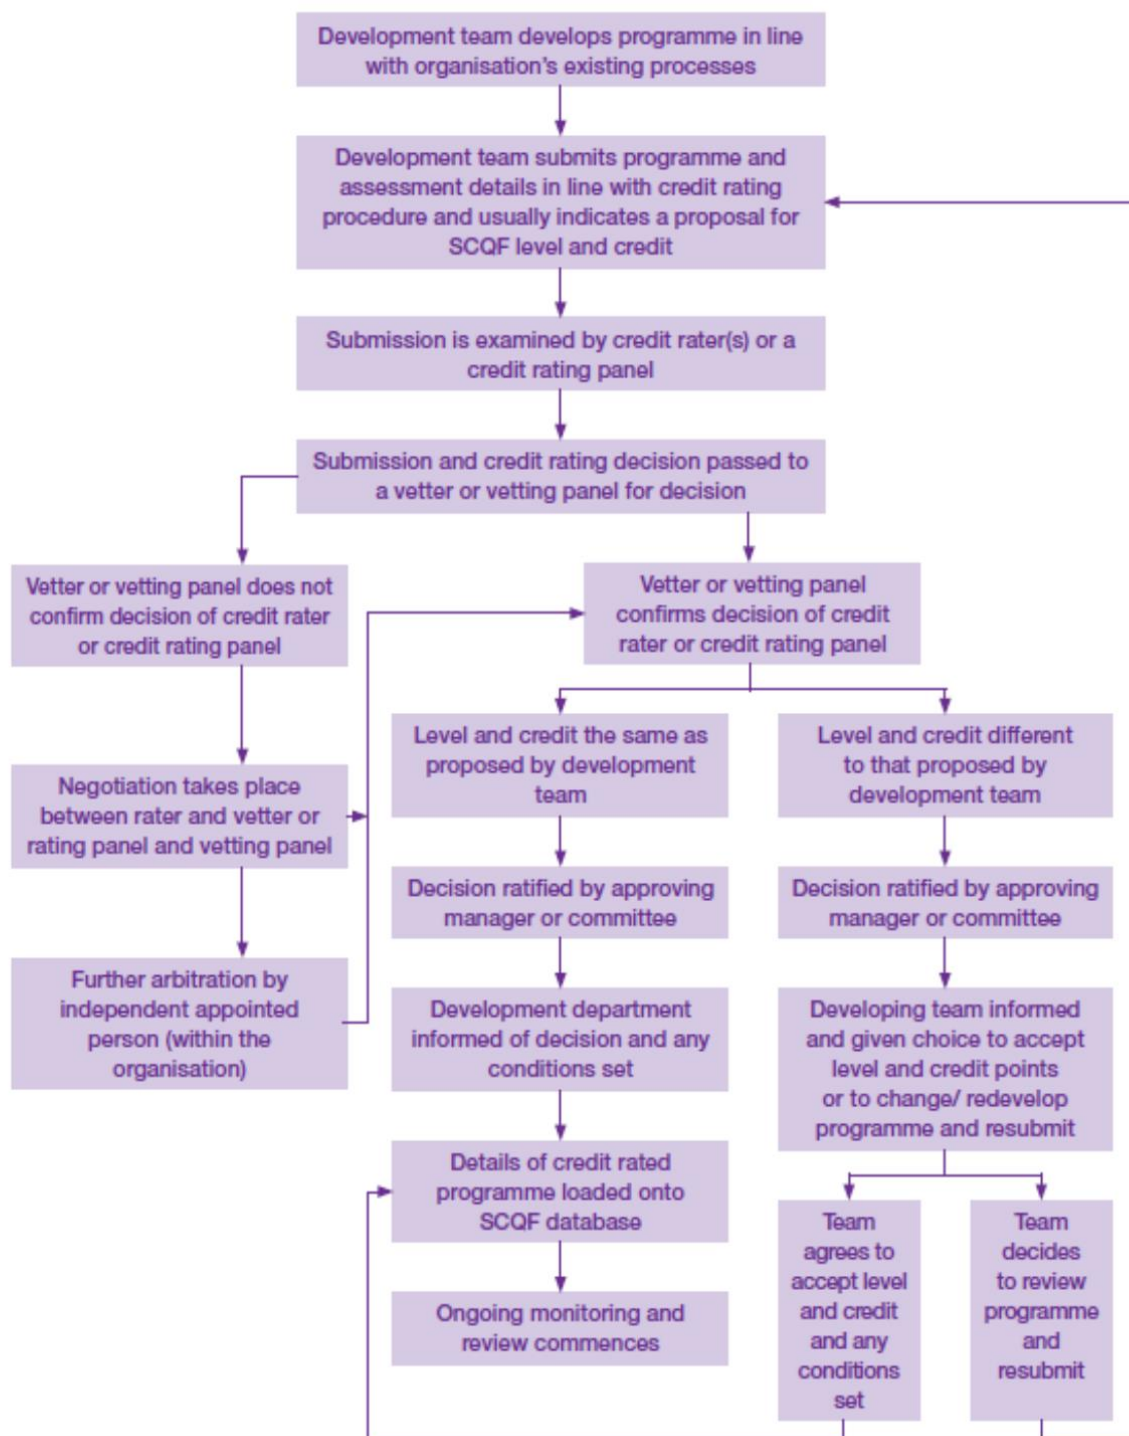 Development team develops programme in line
with organisation's existing processes
Development team submits programme and
assessment details in line with credit rating
procedure and usually indicates a proposal for
SCQF level and credit
Submission is examined by credit rater(s) or a
credit rating panel
Submission and credit rating decision passed to
a vetter or vetting panel for decision
Vetter or vetting panel does not
confirm decision of credit rater
or credit rating panel
Vetter or vetting panel
confirms decision of credit
rater or credit rating panel
Negotiation takes place
between rater and vetter or
rating panel and vetting panel
Further arbitration by
independent appointed
person (within the
organisation)
Level and credit the same as
proposed by development
team
Decision ratified by approving
manager or committee
Development department
informed of decision and any
conditions set
Details of credit rated
programme loaded onto
SCQF database
Ongoing monitoring and
review commences
Level and credit different
to that proposed by
development team
Decision ratified by approving
manager or committee
Developing team informed
and given choice to accept
level and credit points
or to change/ redevelop
programme and resubmit
Team
agrees to
accept level
and credit
and any
conditions
set
Team
decides
to review
programme
and
resubmit